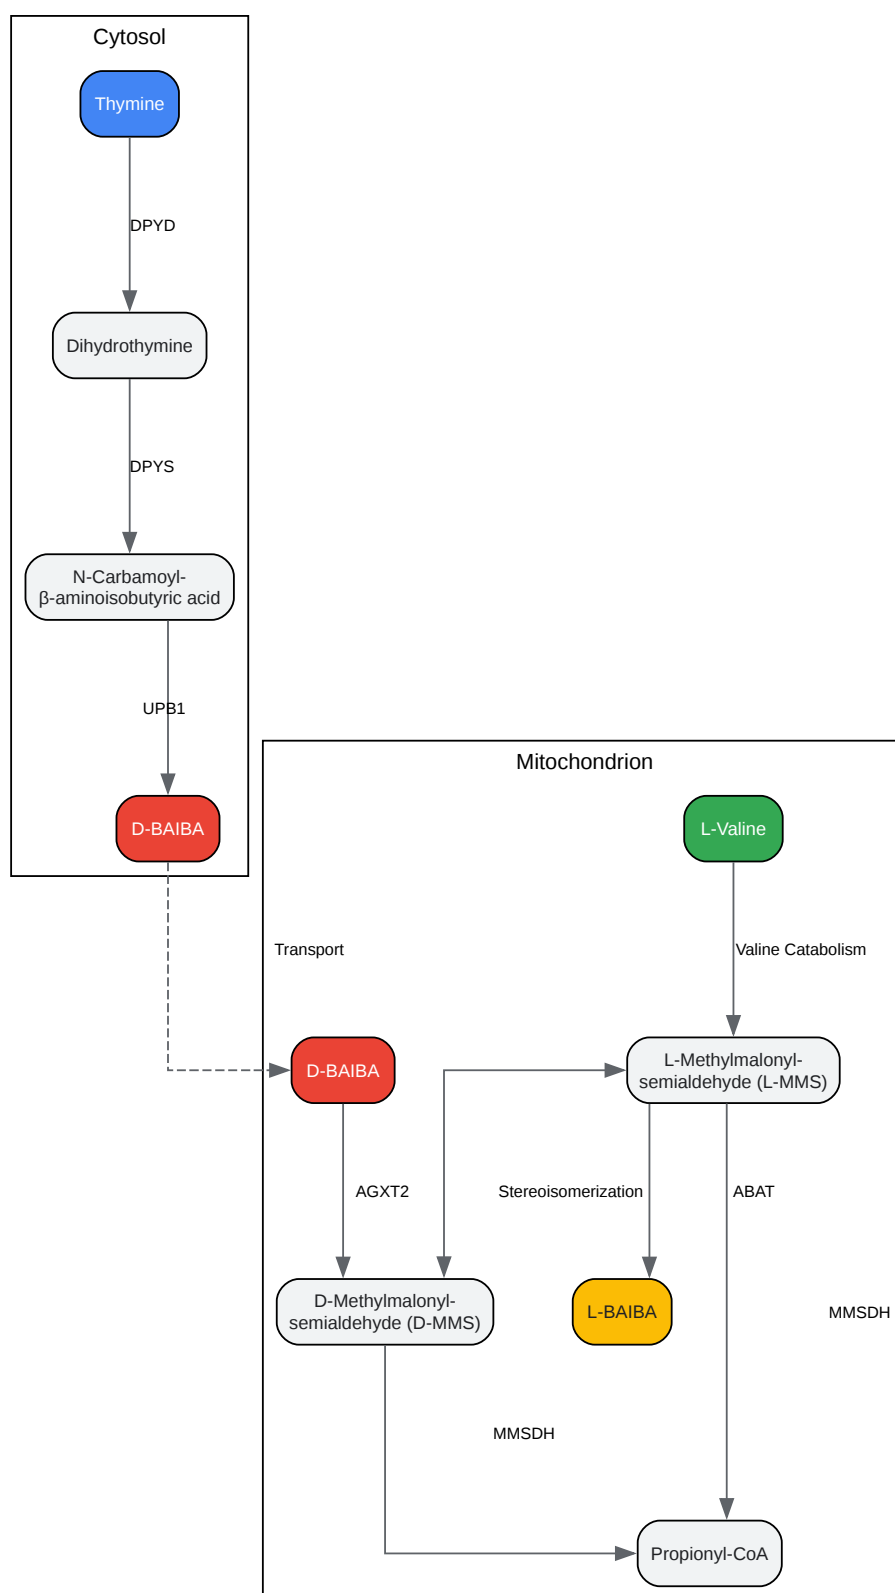 Cytosol
Thymine
DPYD
Dihydrothymine
DPYS
N-Carbamoyl-
β-aminoisobutyric acid
UPB1
D-BAIBA
Mitochondrion
L-Valine
Transport
Valine Catabolism
D-BAIBA
L-Methylmalonyl-
semialdehyde (L-MMS)
AGXT2
Stereoisomerization
ABAT
D-Methylmalonyl-
semialdehyde (D-MMS)
L-BAIBA
MMSDH
MMSDH
Propionyl-CoA